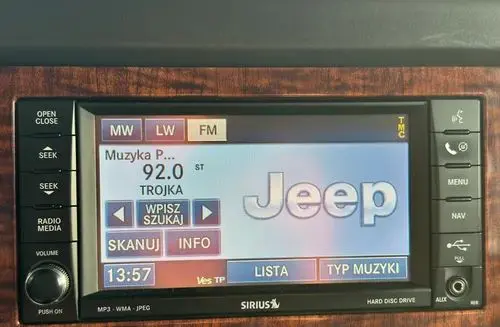 OPEN
CLOSE
SEEK
SEEK
RADIO
MEDIA
VOLUME
PUSH ON
MW LW FM
TMC
Muzyka P...
92.0 ST
TROJKA
WPISZ
SZUKAJ
SKANUJ INFO
Jeep
13:57 TP LISTA TYP MUZYKI
MENU
NAV
AUX
MP3 - WMA - JPEG SIRIUS HARD DISC DRIVE